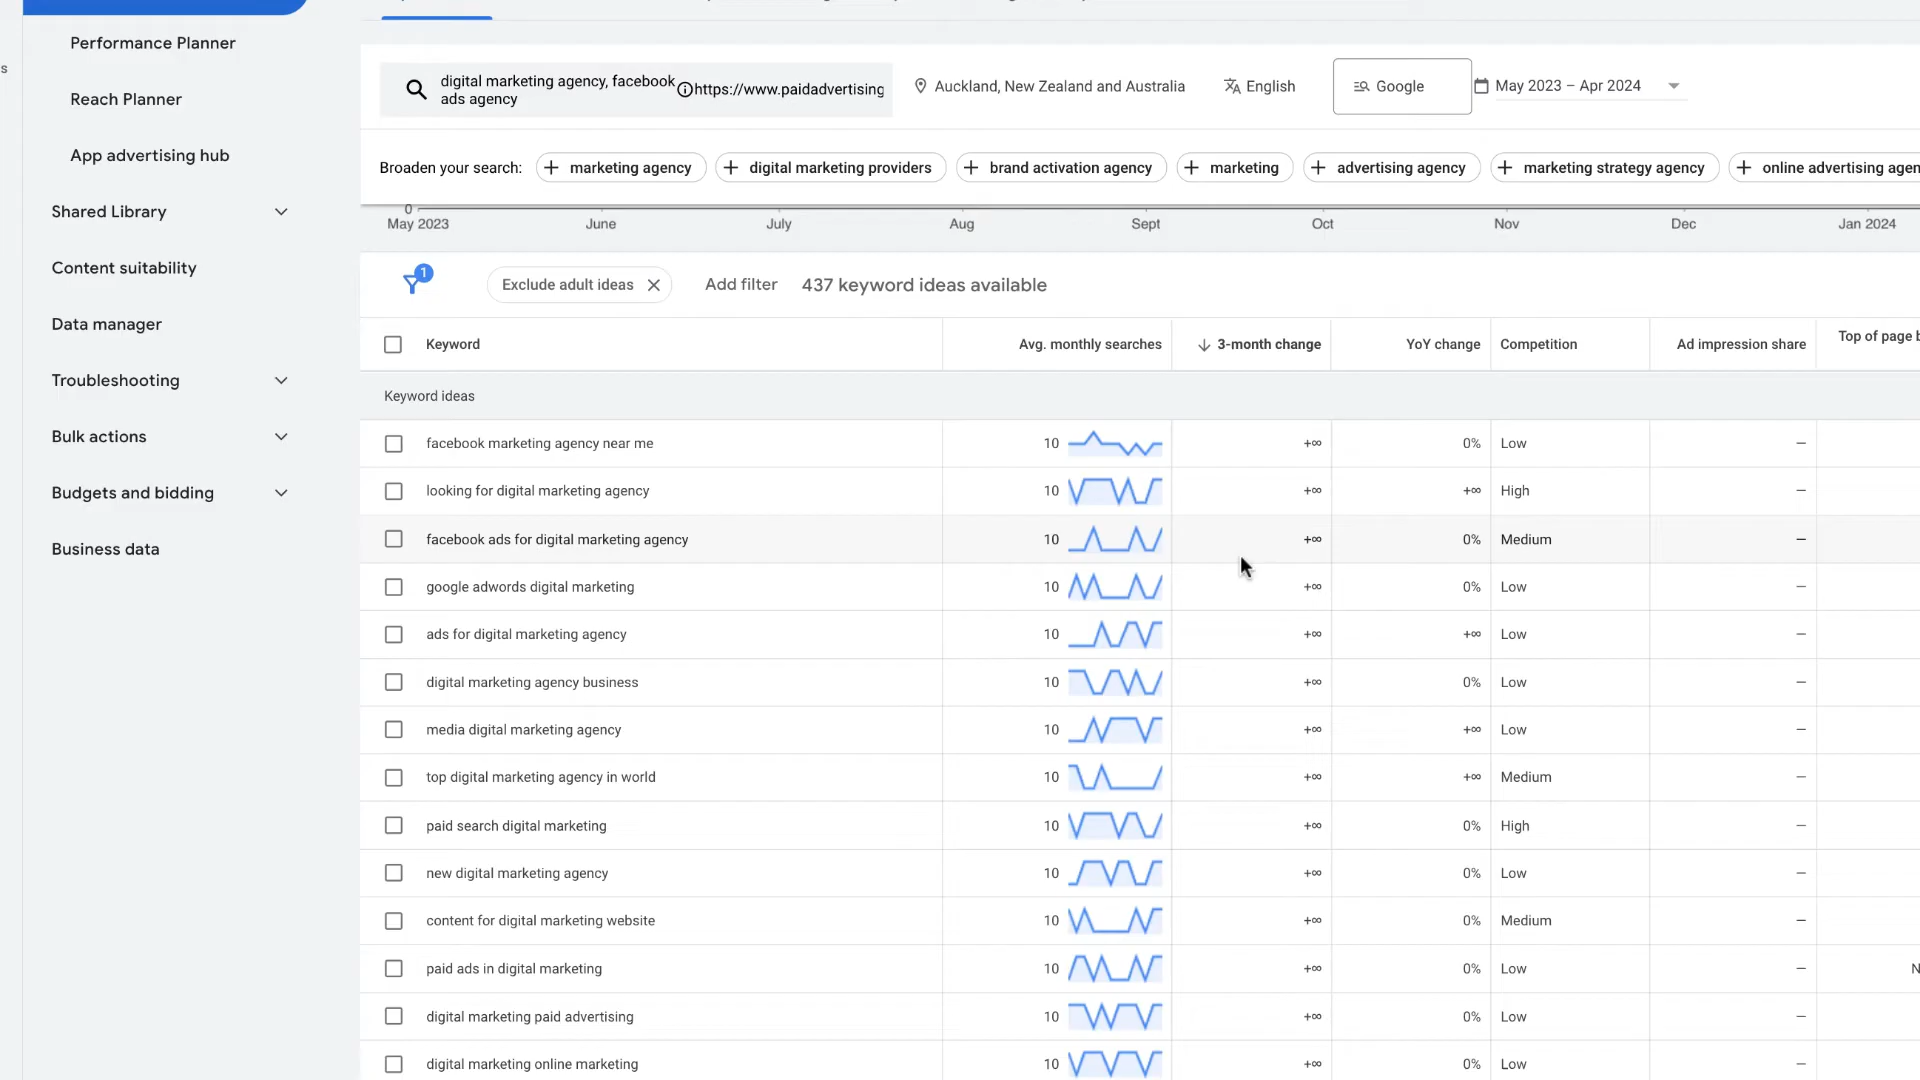 Performance Planner
s
Reach Planner
App advertising hub
Shared Library
Content suitability
Data manager
Troubleshooting
Bulk actions
Budgets and bidding
Business data
digital marketing agency, facebook ads agency
https://www.paidadvertising
Auckland, New Zealand and Australia
English
Google
May 2023 – Apr 2024
Broaden your search: marketing agency digital marketing providers brand activation agency marketing advertising agency marketing strategy agency online advertising agen
0
May 2023 June July Aug Sept Oct Nov Dec Jan 2024
1 Exclude adult ideas Add filter 437 keyword ideas available
Keyword Avg. monthly searches 3-month change YoY change Competition Ad impression share Top of page b
Keyword ideas
facebook marketing agency near me 10 +∞ 0% Low –
looking for digital marketing agency 10 +∞ +∞ High –
facebook ads for digital marketing agency 10 +∞ 0% Medium –
google adwords digital marketing 10 +∞ 0% Low –
ads for digital marketing agency 10 +∞ +∞ Low –
digital marketing agency business 10 +∞ 0% Low –
media digital marketing agency 10 +∞ +∞ Low –
top digital marketing agency in world 10 +∞ +∞ Medium –
paid search digital marketing 10 +∞ 0% High –
new digital marketing agency 10 +∞ 0% Low –
content for digital marketing website 10 +∞ 0% Medium –
paid ads in digital marketing 10 +∞ 0% Low – N
digital marketing paid advertising 10 +∞ 0% Low –
digital marketing online marketing 10 +∞ 0% Low –